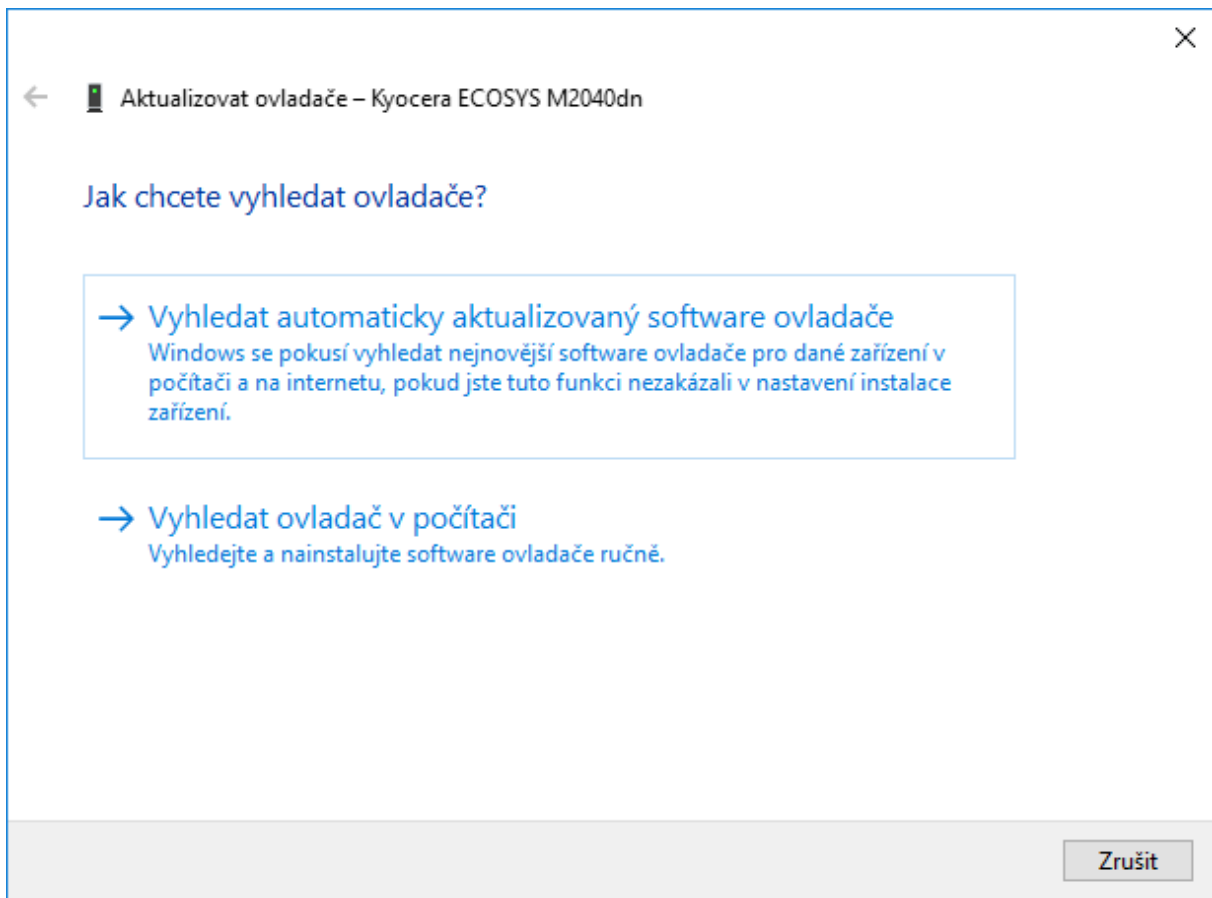 Aktualizovat ovladače – Kyocera ECOSYS M2040dn
Jak chcete vyhledat ovladače?
Vyhledat automaticky aktualizovaný software ovladače
Windows se pokusí vyhledat nejnovější software ovladače pro dané zařízení v
počítači a na internetu, pokud jste tuto funkci nezakázali v nastavení instalace
zařízení.
Vyhledat ovladač v počítači
Vyhledejte a nainstalujte software ovladače ručně.
Zrušit